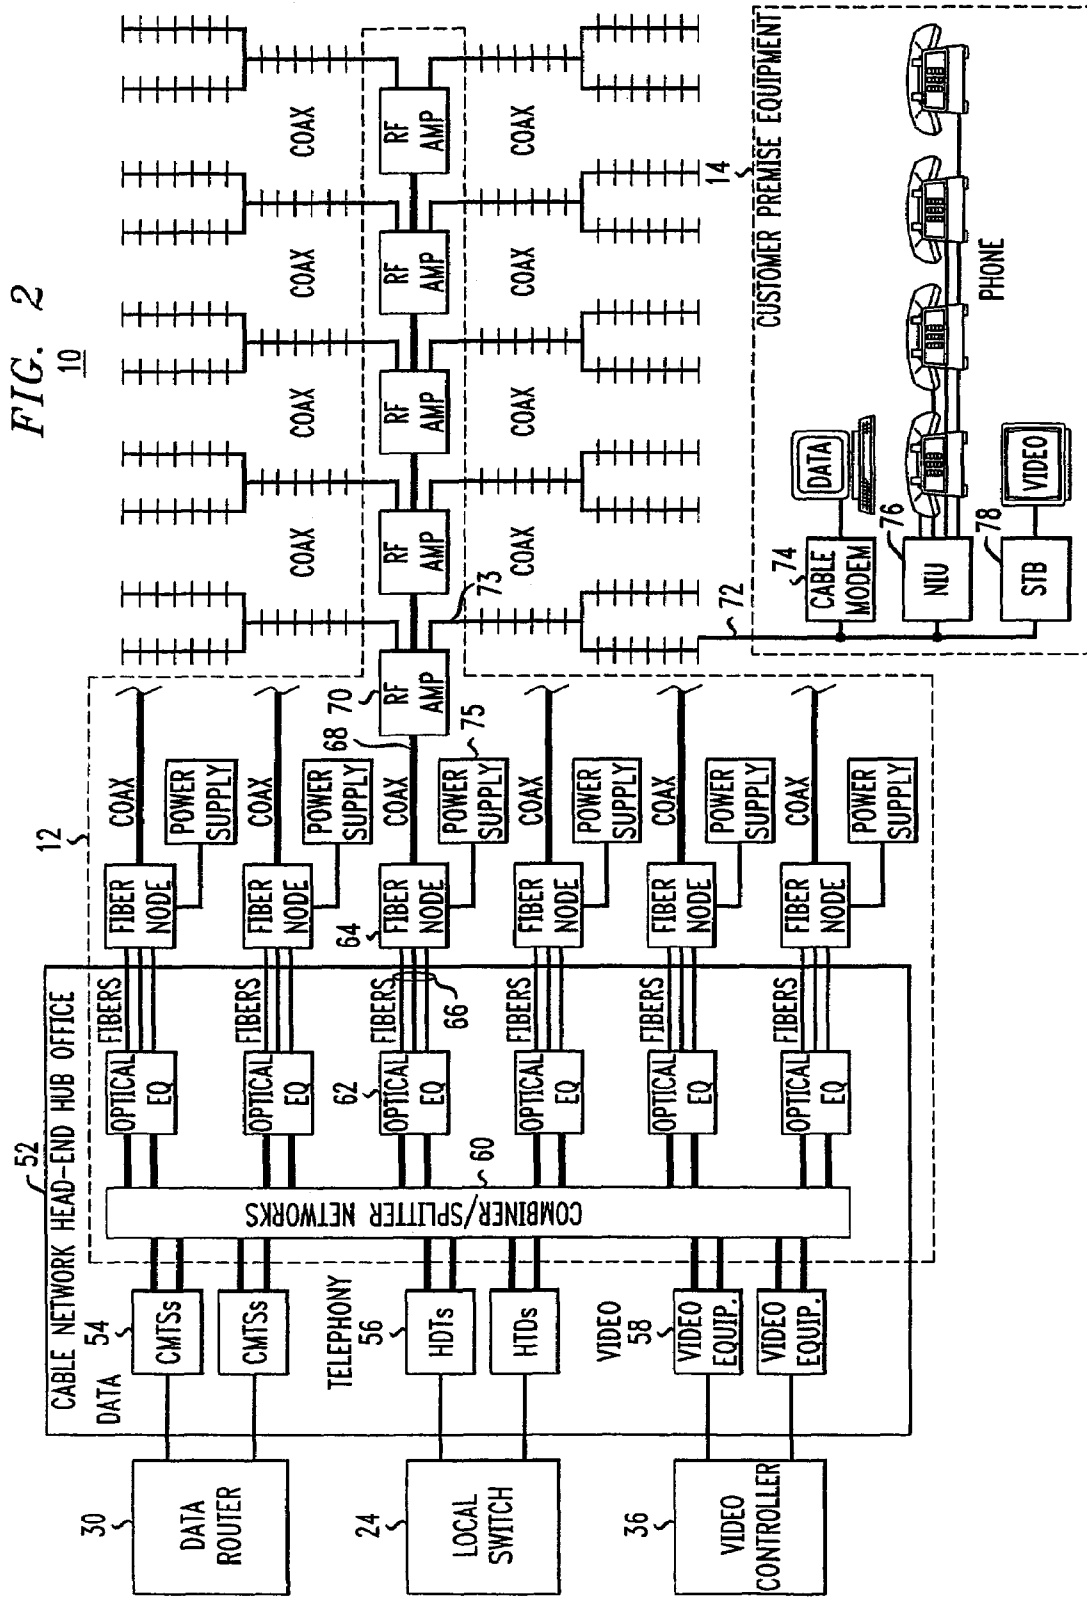 FIG. 2
10
52
CABLE NETWORK HEAD-END HUB OFFICE
12
30
DATA
ROUTER
DATA
54
CMTSs
CMTSs
24
LOCAL
SWITCH
TELEPHONY
56
HDTs
HTDs
36
VIDEO
CONTROLLER
VIDEO
58
VIDEO
EQUIP.
VIDEO
EQUIP.
60
COMBINER/SPLITTER NETWORKS
OPTICAL
EQ
FIBERS
FIBER
NODE
COAX
POWER
SUPPLY
OPTICAL
EQ
FIBERS
FIBER
NODE
COAX
POWER
SUPPLY
62
OPTICAL
EQ
FIBERS
66
64
FIBER
NODE
COAX
68
POWER
SUPPLY
75
OPTICAL
EQ
FIBERS
FIBER
NODE
COAX
POWER
SUPPLY
OPTICAL
EQ
FIBERS
FIBER
NODE
COAX
POWER
SUPPLY
OPTICAL
EQ
FIBERS
FIBER
NODE
COAX
POWER
SUPPLY
70
RF
AMP
RF
AMP
RF
AMP
RF
AMP
RF
AMP
73
COAX
COAX
COAX
COAX
COAX
COAX
COAX
COAX
72
14
CUSTOMER PREMISE EQUIPMENT
74
CABLE
MODEM
DATA
76
NIU
PHONE
78
STB
VIDEO